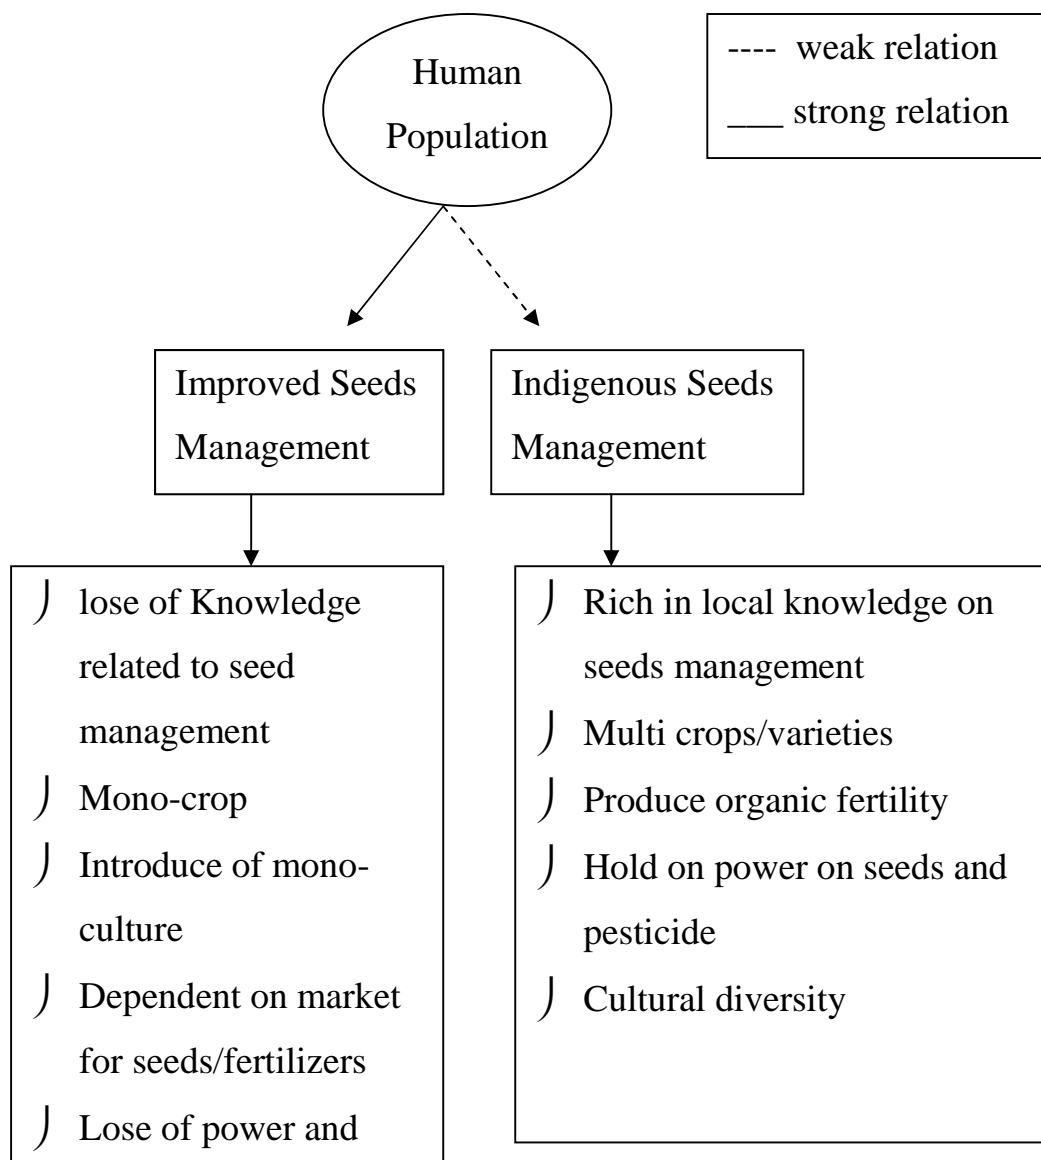 Human
Population
---- weak relation
___ strong relation
Improved Seeds
Management
Indigenous Seeds
Management
lose of Knowledge
related to seed
management
Mono-crop
Introduce of mono-
culture
Dependent on market
for seeds/fertilizers
Lose of power and
Rich in local knowledge on
seeds management
Multi crops/varieties
Produce organic fertility
Hold on power on seeds and
pesticide
Cultural diversity